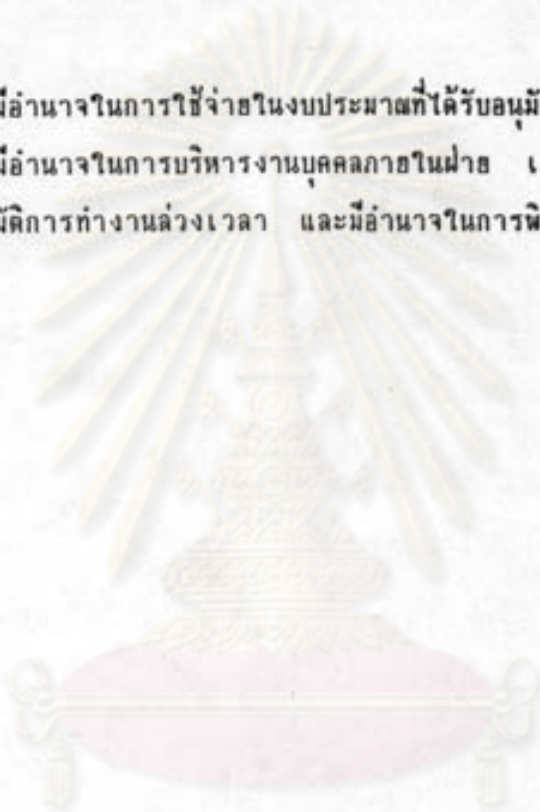 มีอำนาจในการใช้จ่ายในงบประมาณที่ได้รับอนุมั
มีอำนาจในการบริหารงานบุคคลภายในฝ่าย เ
มัติการทำงานล่วงเวลา และมีอำนาจในการพิ